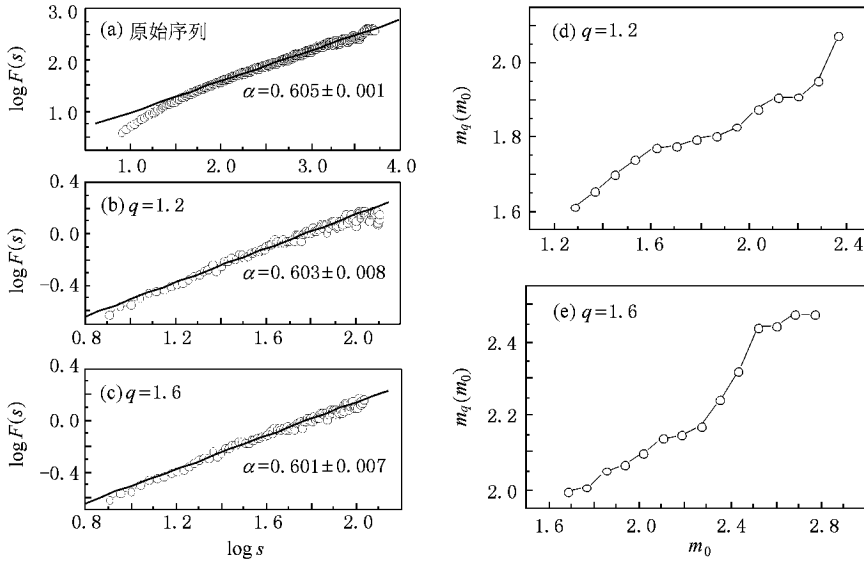 (a) 原始序列
log F(s)
3.0
2.0
1.0
α=0.605±0.001
1.0 2.0 3.0 4.0
(b) q=1.2
log F(s)
0.4
0.0
−0.4
α=0.603±0.008
0.8 1.2 1.6 2.0
(c) q=1.6
log F(s)
0.4
0.0
−0.4
α=0.601±0.007
0.8 1.2 1.6 2.0
log s
(d) q=1.2
m_q(m_0)
2.0
1.8
1.6
1.2 1.6 2.0 2.4
(e) q=1.6
m_q(m_0)
2.4
2.2
2.0
1.6 2.0 2.4 2.8
m_0